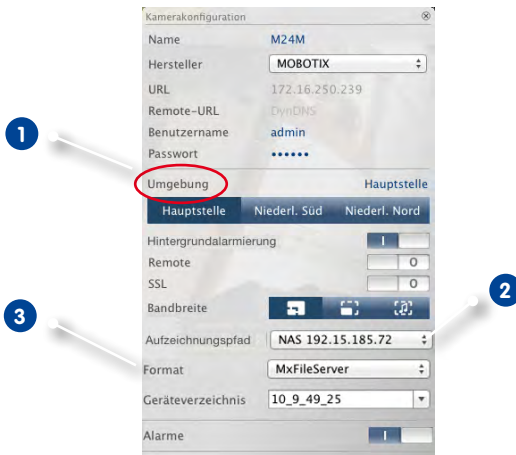 Kamerakonfiguration
Name M24M
Hersteller MOBOTIX
URL 172.16.250.239
Remote-URL DynDNS
Benutzername admin
1
Passwort ••••••
Umgebung Hauptstelle
Hauptstelle Niederl. Süd Niederl. Nord
Hintergrundalarmierung I
Remote O
SSL O
2
Bandbreite
3
Aufzeichnungspfad NAS 192.15.185.72
Format MxFileServer
Geräteverzeichnis 10_9_49_25
Alarme I